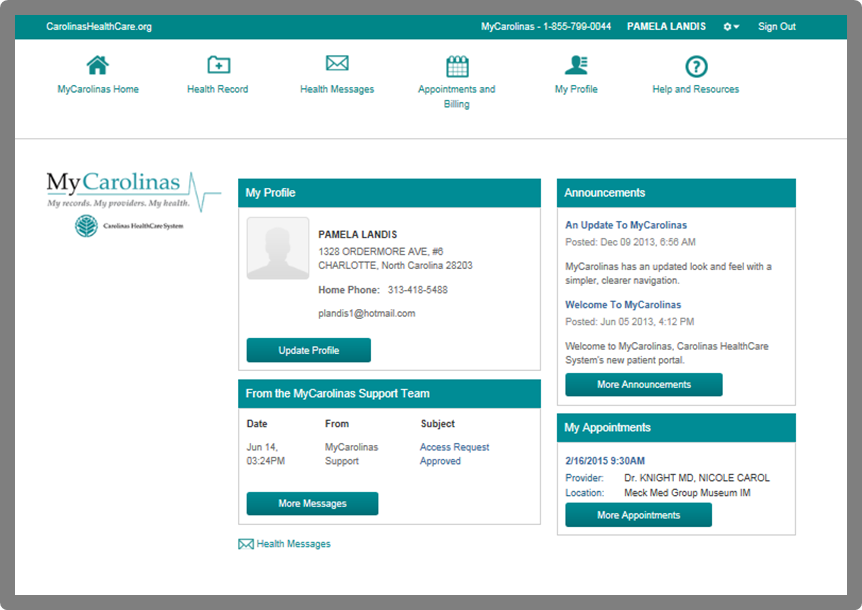 CarolinasHealthCare.org
MyCarolinas - 1-855-799-0044 PAMELA LANDIS Sign Out
MyCarolinas Home
Health Record
Health Messages
Appointments and
Billing
My Profile
Help and Resources
MyCarolinas
My records. My providers. My health.
Carolinas HealthCare System
My Profile
PAMELA LANDIS
1328 ORDERMORE AVE, #6
CHARLOTTE, North Carolina 28203
Home Phone: 313-418-5488
plandis1@hotmail.com
Update Profile
From the MyCarolinas Support Team
Date From Subject
Jun 14, MyCarolinas Access Request
03:24PM Support Approved
More Messages
Health Messages
Announcements
An Update To MyCarolinas
Posted: Dec 09 2013, 6:56 AM
MyCarolinas has an updated look and feel with a
simpler, clearer navigation.
Welcome To MyCarolinas
Posted: Jun 05 2013, 4:12 PM
Welcome to MyCarolinas, Carolinas HealthCare
System's new patient portal.
More Announcements
My Appointments
2/16/2015 9:30AM
Provider: Dr. KNIGHT MD, NICOLE CAROL
Location: Meck Med Group Museum IM
More Appointments